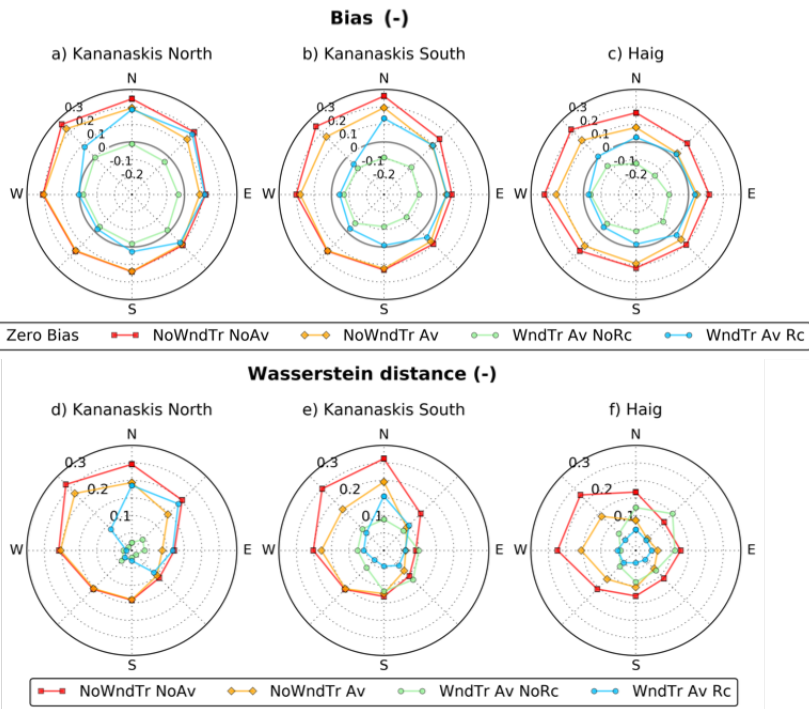 Bias (-)
a) Kananaskis North
b) Kananaskis South
c) Haig
N
N
N
0.3
0.2
0.1
0
-0.1
-0.2
W
E
S
0.3
0.2
0.1
0
-0.1
-0.2
W
E
S
0.3
0.2
0.1
0
-0.1
-0.2
W
E
S
Zero Bias
NoWndTr NoAv
NoWndTr Av
WndTr Av NoRc
WndTr Av Rc
Wasserstein distance (-)
d) Kananaskis North
e) Kananaskis South
f) Haig
N
N
N
0.3
0.2
0.1
W
E
S
0.3
0.2
0.1
W
E
S
0.3
0.2
0.1
W
E
S
NoWndTr NoAv
NoWndTr Av
WndTr Av NoRc
WndTr Av Rc